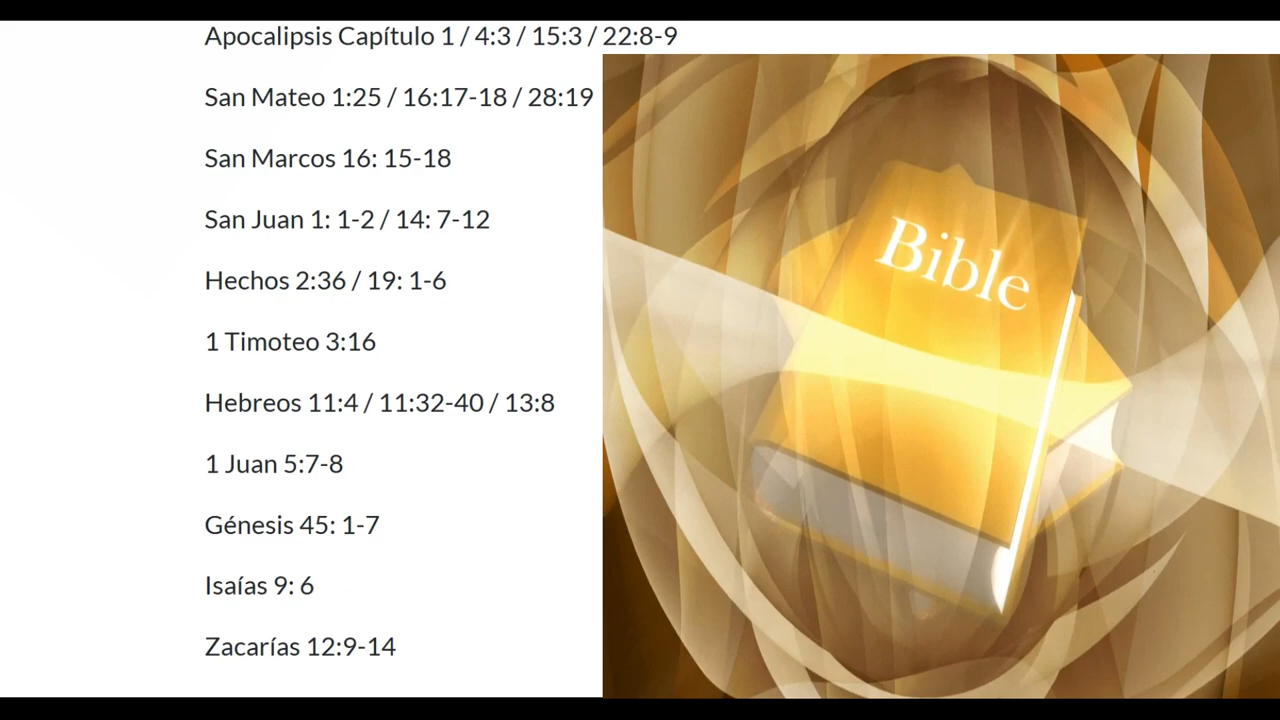 Apocalipsis Capítulo 1 / 4:3 / 15:3 / 22:8-9
San Mateo 1:25 / 16:17-18 / 28:19
San Marcos 16: 15-18
San Juan 1: 1-2 / 14: 7-12
Hechos 2:36 / 19: 1-6
1 Timoteo 3:16
Hebreos 11:4 / 11:32-40 / 13:8
1 Juan 5:7-8
Génesis 45: 1-7
Isaías 9: 6
Zacarías 12:9-14
Bible